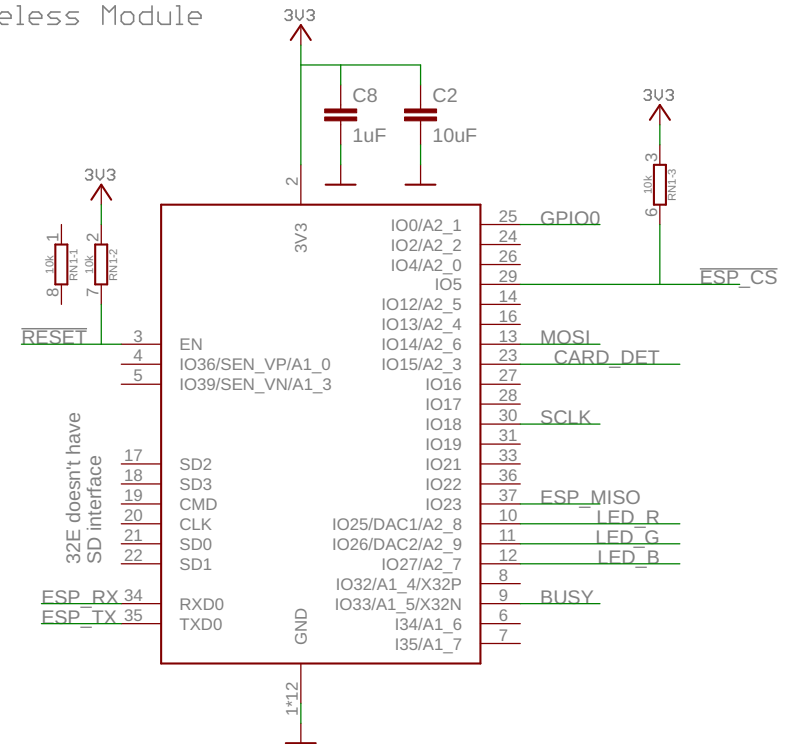 eless Module
3V3
C8
1uF
C2
10uF
3V3
3
10k
RN1-3
6
3V3
1
10k
RN1-1
8
2
10k
RN1-2
7
2
3V3
RESET
3 EN
4 IO36/SEN_VP/A1_0
5 IO39/SEN_VN/A1_3
32E doesn't have
SD interface
17 SD2
18 SD3
19 CMD
20 CLK
21 SD0
22 SD1
ESP_RX 34 RXD0
ESP_TX 35 TXD0
IO0/A2_1 25 GPIO0
IO2/A2_2 24
IO4/A2_0 26
IO5 29 ESP_CS
IO12/A2_5 14
IO13/A2_4 16
IO14/A2_6 13 MOSI
IO15/A2_3 23 CARD_DET
IO16 27
IO17 28
IO18 30 SCLK
IO19 31
IO21 33
IO22 36
IO23 37 ESP_MISO
IO25/DAC1/A2_8 10 LED_R
IO26/DAC2/A2_9 11 LED_G
IO27/A2_7 12 LED_B
IO32/A1_4/X32P 8
IO33/A1_5/X32N 9 BUSY
I34/A1_6 6
I35/A1_7 7
GND
1*12